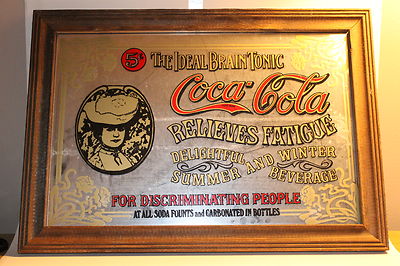 5¢ THE IDEAL BRAIN TONIC
Coca-Cola
RELIEVES FATIGUE
DELIGHTFUL
SUMMER AND WINTER
BEVERAGE
FOR DISCRIMINATING PEOPLE
AT ALL SODA FOUNTS and CARBONATED IN BOTTLES